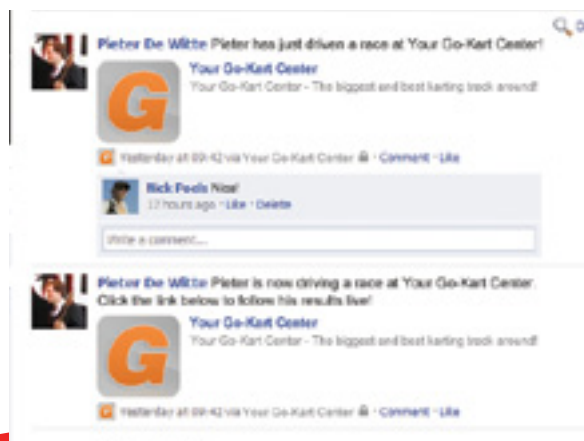 Pieter De Witte Pieter has just driven a race at Your Go-Kart Center!
G
Your Go-Kart Center
Your Go-Kart Center - The biggest and best karting track around!
Yesterday at 09:42 via Your Go-Kart Center · Comment · Like
Nice!
12 hours ago · Like · Delete
Write a comment...
Pieter De Witte Pieter is now driving a race at Your Go-Kart Center.
Click the link below to follow his results live!
G
Your Go-Kart Center
Your Go-Kart Center - The biggest and best karting track around!
Yesterday at 09:42 via Your Go-Kart Center · Comment · Like